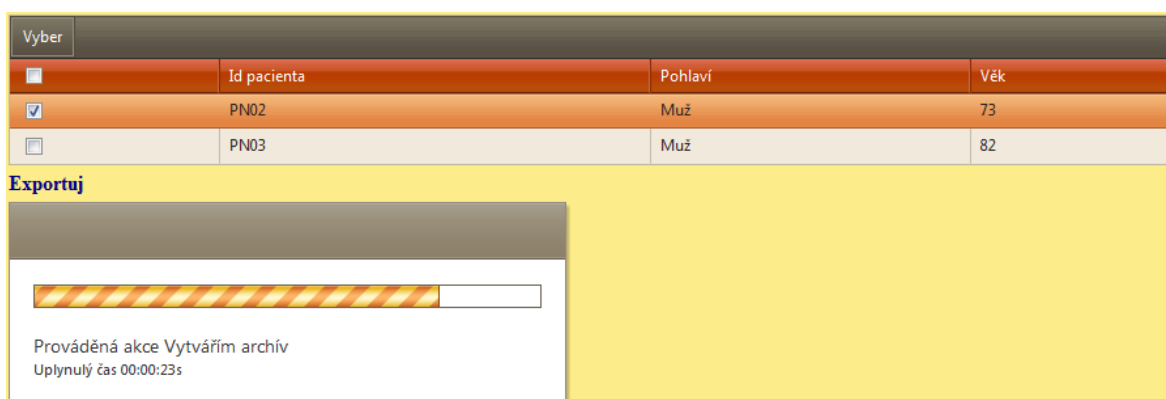 Vyber
Id pacienta Pohlaví Věk
PN02 Muž 73
PN03 Muž 82
Exportuj
Prováděná akce Vytvářím archív
Uplynulý čas 00:00:23s